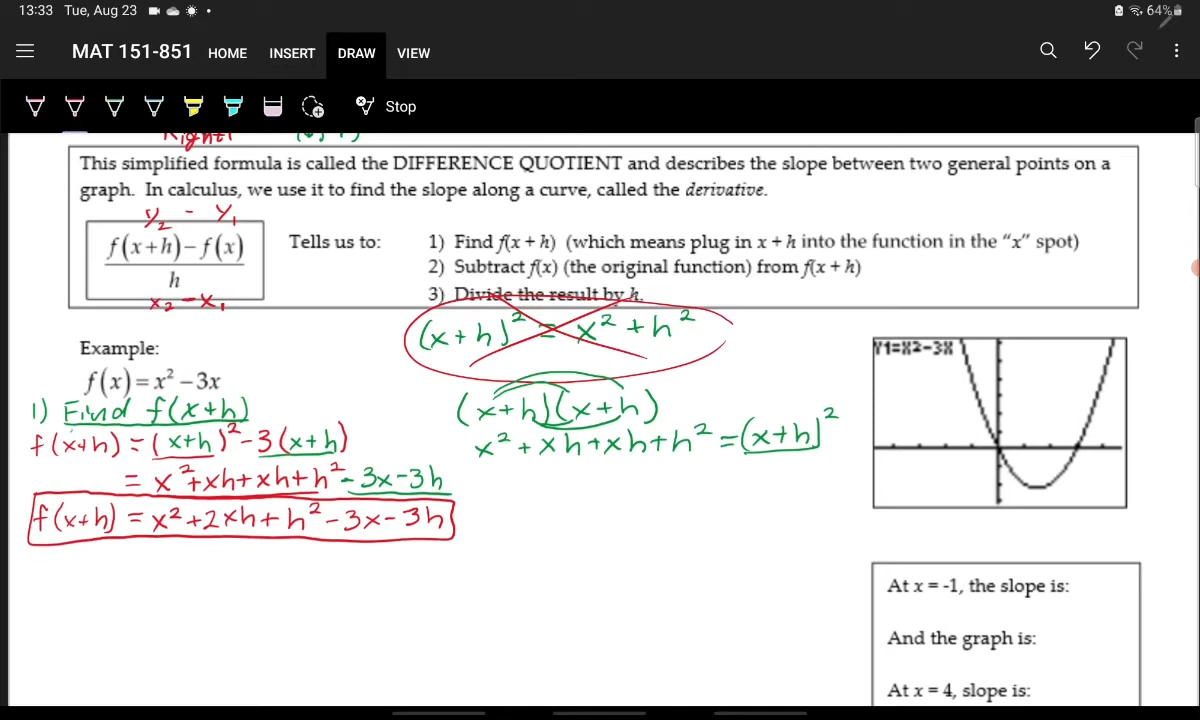 13:33 Tue, Aug 23 64%
MAT 151-851 HOME INSERT DRAW VIEW
Stop
Right!
This simplified formula is called the DIFFERENCE QUOTIENT and describes the slope between two general points on a
graph. In calculus, we use it to find the slope along a curve, called the derivative.
y₂ - y₁
f(x+h)-f(x)
h
x₂-x₁
Tells us to:
1) Find f(x + h) (which means plug in x + h into the function in the "x" spot)
2) Subtract f(x) (the original function) from f(x + h)
3) Divide the result by h.
(x+h)² = x² + h²
Example:
f(x) = x² - 3x
1) Find f(x+h)
f(x+h) = (x+h)² - 3(x+h)
= x²+xh+xh+h²-3x-3h
f(x+h) = x²+2xh+h²-3x-3h
(x+h)(x+h)
x²+xh+xh+h² = (x+h)²
Y1=X2-3X
At x = -1, the slope is:
And the graph is:
At x = 4, slope is: